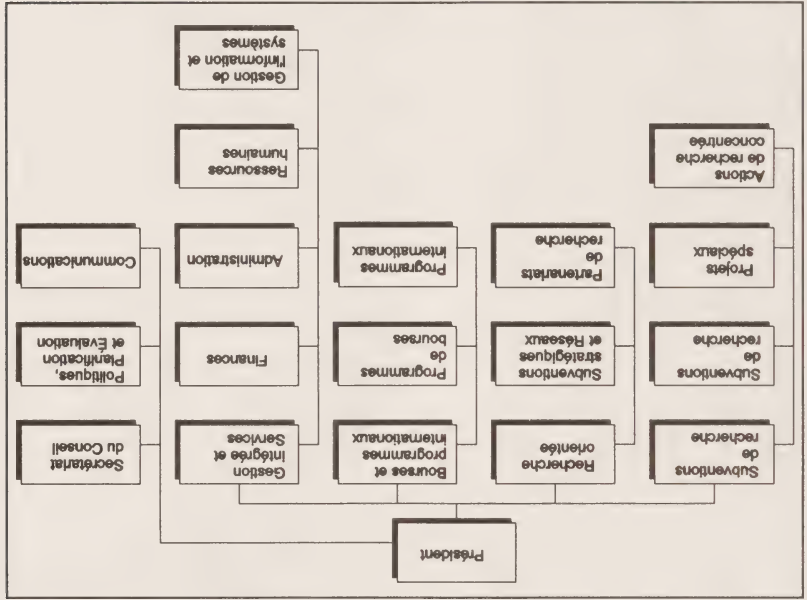 Président
Secrétariat
du Conseil
Politiques,
Planification
et Évaluation
Communications
Gestion
intégrée et
Services
Finances
Administration
Ressources
humaines
Gestion de
l'information et
systèmes
Bourses et
programmes
internationaux
Programmes
de
bourses
Programmes
internationaux
Recherche
orientée
Subventions
stratégiques
et Réseaux
Partenariats
de
recherche
Subventions
de
recherche
Subventions
de
recherche
Projets
spéciaux
Actions
de recherche
concentrée